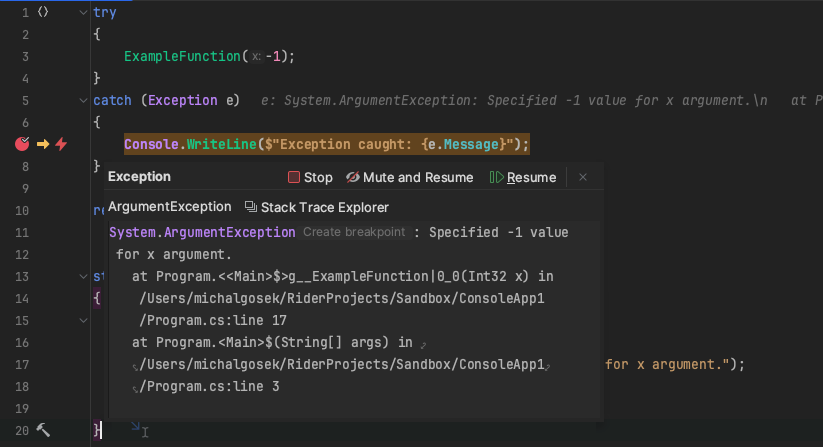 1 try
2 {
3 ExampleFunction( x: -1);
4 }
5 catch (Exception e) e: System.ArgumentException: Specified -1 value for x argument.\n at P
6 {
Console.WriteLine($"Exception caught: {e.Message}");
8 }
9
Exception Stop Mute and Resume Resume
10 re
ArgumentException Stack Trace Explorer
11 System.ArgumentException Create breakpoint : Specified -1 value
12 for x argument.
13 st at Program.<<Main>$>g__ExampleFunction|0_0(Int32 x) in
14 { /Users/michalgosek/RiderProjects/Sandbox/ConsoleApp1
15 /Program.cs:line 17
16 at Program.<Main>$(String[] args) in
17 /Users/michalgosek/RiderProjects/Sandbox/ConsoleApp1 for x argument.");
18 /Program.cs:line 3
19
20 }